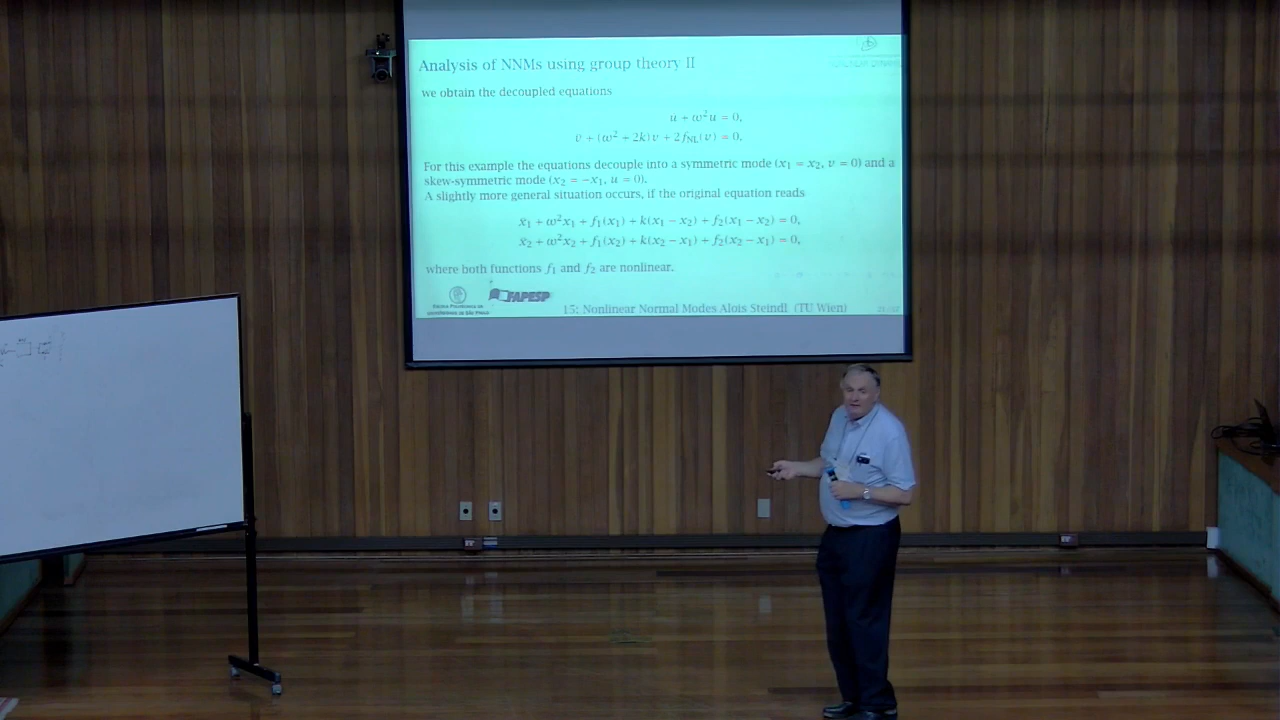 Analysis of NNMs using group theory II
we obtain the decoupled equations
ü + ω²u = 0,
v̈ + (ω² + 2k)v + 2f_NL(v) = 0.
For this example the equations decouple into a symmetric mode (x₁ = x₂, v = 0) and a
skew-symmetric mode (x₂ = −x₁, u = 0).
A slightly more general situation occurs, if the original equation reads
ẍ₁ + ω²x₁ + f₁(x₁) + k(x₁ − x₂) + f₂(x₁ − x₂) = 0,
ẍ₂ + ω²x₂ + f₁(x₂) + k(x₂ − x₁) + f₂(x₂ − x₁) = 0,
where both functions f₁ and f₂ are nonlinear.
FAPESP
15: Nonlinear Normal Modes Alois Steindl (TU Wien)